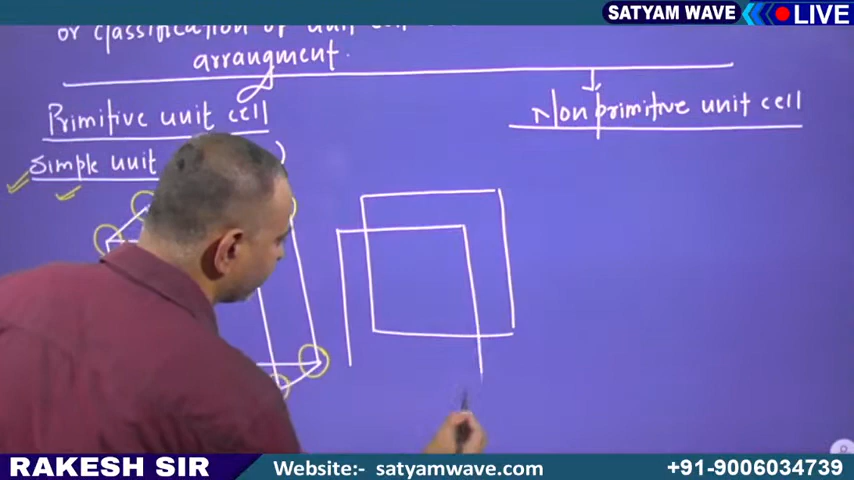 SATYAM WAVE LIVE
or classification of unit
arrangment.
Primitive unit cell
Non primitive unit cell
Simple unit
RAKESH SIR Website:- satyamwave.com +91-9006034739